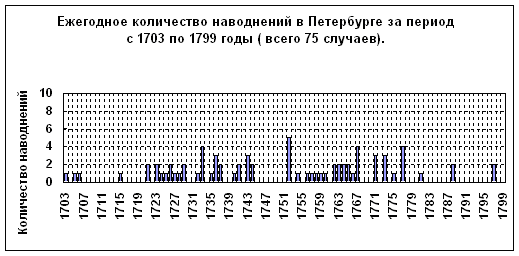 Ежегодное количество наводнений в Петербурге за период
с 1703 по 1799 годы ( всего 75 случаев).
Количество наводнений
10
8
6
4
2
0
1703 1707 1711 1715 1719 1723 1727 1731 1735 1739 1743 1747 1751 1755 1759 1763 1767 1771 1775 1779 1783 1787 1791 1795 1799